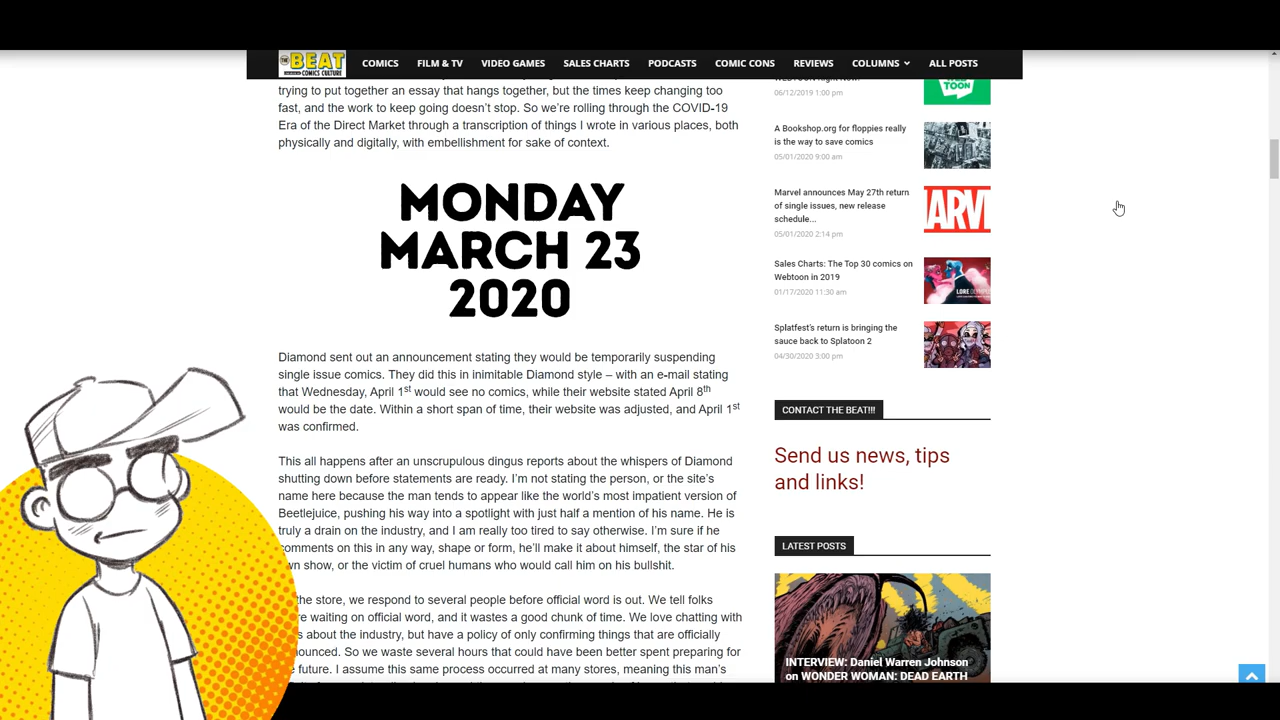 THE BEAT
COMICS CULTURE
COMICS
FILM & TV
VIDEO GAMES
SALES CHARTS
PODCASTS
COMIC CONS
REVIEWS
COLUMNS
ALL POSTS
trying to put together an essay that hangs together, but the times keep changing too
fast, and the work to keep going doesn't stop. So we're rolling through the COVID-19
Era of the Direct Market through a transcription of things I wrote in various places, both
physically and digitally, with embellishment for sake of context.
MONDAY
MARCH 23
2020
Diamond sent out an announcement stating they would be temporarily suspending
single issue comics. They did this in inimitable Diamond style – with an e-mail stating
that Wednesday, April 1st would see no comics, while their website stated April 8th
would be the date. Within a short span of time, their website was adjusted, and April 1st
was confirmed.
This all happens after an unscrupulous dingus reports about the whispers of Diamond
shutting down before statements are ready. I'm not stating the person, or the site's
name here because the man tends to appear like the world's most impatient version of
Beetlejuice, pushing his way into a spotlight with just half a mention of his name. He is
truly a drain on the industry, and I am really too tired to say otherwise. I'm sure if he
comments on this in any way, shape or form, he'll make it about himself, the star of his
own show, or the victim of cruel humans who would call him on his bullshit.
the store, we respond to several people before official word is out. We tell folks
waiting on official word, and it wastes a good chunk of time. We love chatting with
about the industry, but have a policy of only confirming things that are officially
So we waste several hours that could have been better spent preparing for
future. I assume this same process occurred at many stores, meaning this man's
06/12/2019 1:00 pm
WEB
TOON
A Bookshop.org for floppies really
is the way to save comics
05/01/2020 9:00 am
Marvel announces May 27th return
of single issues, new release
schedule...
05/01/2020 2:14 pm
ARV
Sales Charts: The Top 30 comics on
Webtoon in 2019
01/17/2020 11:30 am
LORE OLYMPUS
Splatfest's return is bringing the
sauce back to Splatoon 2
04/30/2020 3:00 pm
CONTACT THE BEAT!!!
Send us news, tips
and links!
LATEST POSTS
INTERVIEW: Daniel Warren Johnson
on WONDER WOMAN: DEAD EARTH